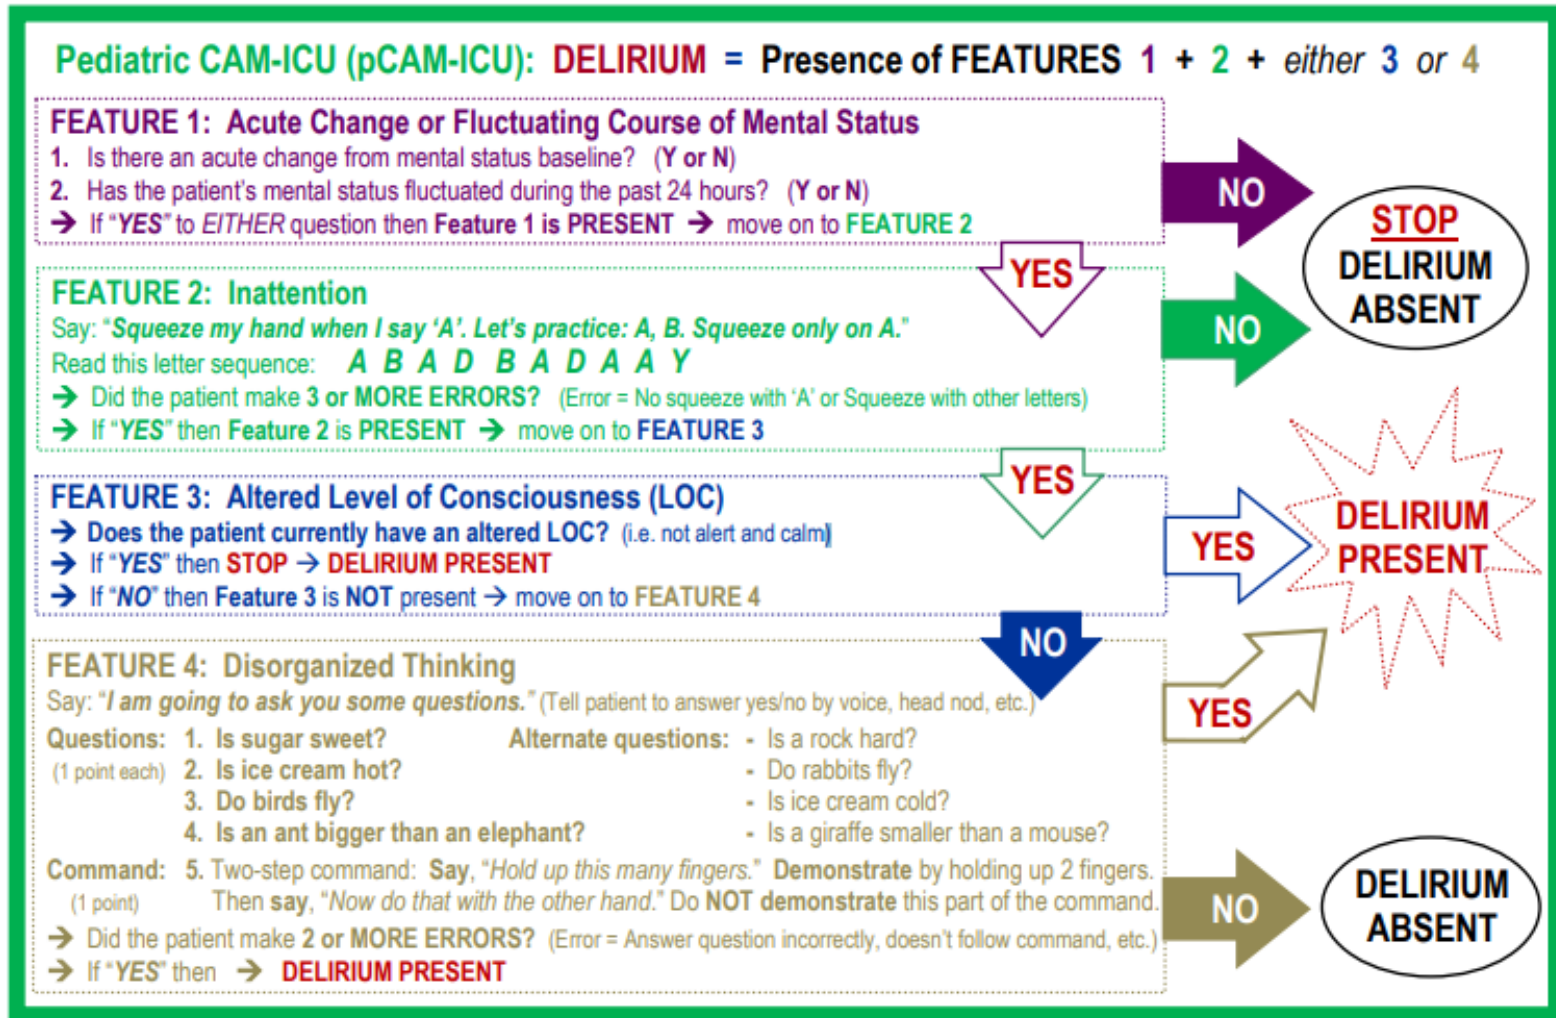 Pediatric CAM-ICU (pCAM-ICU): DELIRIUM = Presence of FEATURES 1 + 2 + either 3 or 4
FEATURE 1: Acute Change or Fluctuating Course of Mental Status
1. Is there an acute change from mental status baseline? (Y or N)
2. Has the patient's mental status fluctuated during the past 24 hours? (Y or N)
→ If “YES” to EITHER question then Feature 1 is PRESENT → move on to FEATURE 2
NO
STOP
DELIRIUM
ABSENT
YES
FEATURE 2: Inattention
Say: “Squeeze my hand when I say ‘A’. Let’s practice: A, B. Squeeze only on A.”
Read this letter sequence: A B A D B A D A A Y
→ Did the patient make 3 or MORE ERRORS? (Error = No squeeze with ‘A’ or Squeeze with other letters)
→ If “YES” then Feature 2 is PRESENT → move on to FEATURE 3
NO
YES
FEATURE 3: Altered Level of Consciousness (LOC)
→ Does the patient currently have an altered LOC? (i.e. not alert and calm)
→ If “YES” then STOP → DELIRIUM PRESENT
→ If “NO” then Feature 3 is NOT present → move on to FEATURE 4
YES
DELIRIUM
PRESENT
NO
FEATURE 4: Disorganized Thinking
Say: “I am going to ask you some questions.” (Tell patient to answer yes/no by voice, head nod, etc.)
Questions: 1. Is sugar sweet? Alternate questions: - Is a rock hard?
(1 point each) 2. Is ice cream hot? - Do rabbits fly?
3. Do birds fly? - Is ice cream cold?
4. Is an ant bigger than an elephant? - Is a giraffe smaller than a mouse?
Command: 5. Two-step command: Say, “Hold up this many fingers.” Demonstrate by holding up 2 fingers.
(1 point) Then say, “Now do that with the other hand.” Do NOT demonstrate this part of the command.
→ Did the patient make 2 or MORE ERRORS? (Error = Answer question incorrectly, doesn’t follow command, etc.)
→ If “YES” then → DELIRIUM PRESENT
YES
NO
DELIRIUM
ABSENT